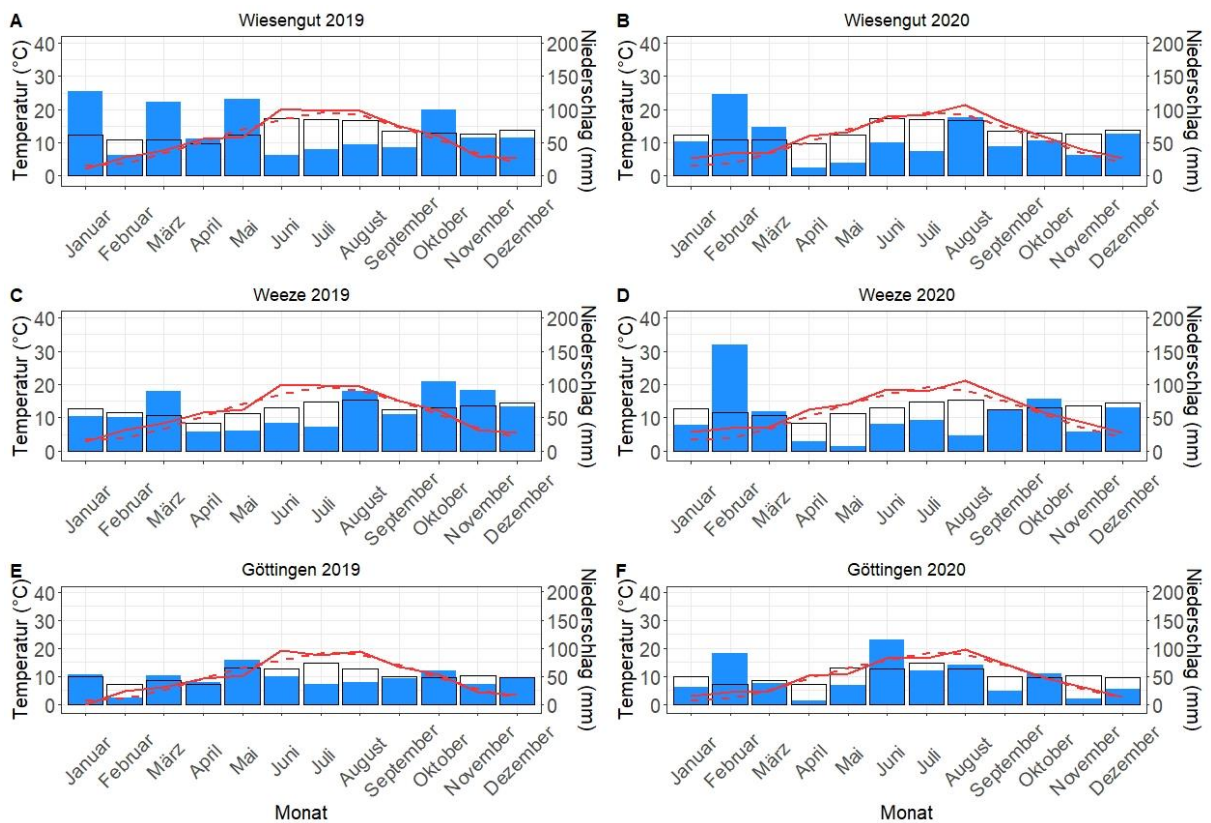 A
Wiesengut 2019
Temperatur (°C)
40
30
20
10
0
Niederschlag (mm)
200
150
100
50
0
Januar
Februar
März
April
Mai
Juni
Juli
August
September
Oktober
November
Dezember
B
Wiesengut 2020
Temperatur (°C)
40
30
20
10
0
Niederschlag (mm)
200
150
100
50
0
Januar
Februar
März
April
Mai
Juni
Juli
August
September
Oktober
November
Dezember
C
Weeze 2019
Temperatur (°C)
40
30
20
10
0
Niederschlag (mm)
200
150
100
50
0
Januar
Februar
März
April
Mai
Juni
Juli
August
September
Oktober
November
Dezember
D
Weeze 2020
Temperatur (°C)
40
30
20
10
0
Niederschlag (mm)
200
150
100
50
0
Januar
Februar
März
April
Mai
Juni
Juli
August
September
Oktober
November
Dezember
E
Göttingen 2019
Temperatur (°C)
40
30
20
10
0
Niederschlag (mm)
200
150
100
50
0
Januar
Februar
März
April
Mai
Juni
Juli
August
September
Oktober
November
Dezember
Monat
F
Göttingen 2020
Temperatur (°C)
40
30
20
10
0
Niederschlag (mm)
200
150
100
50
0
Januar
Februar
März
April
Mai
Juni
Juli
August
September
Oktober
November
Dezember
Monat